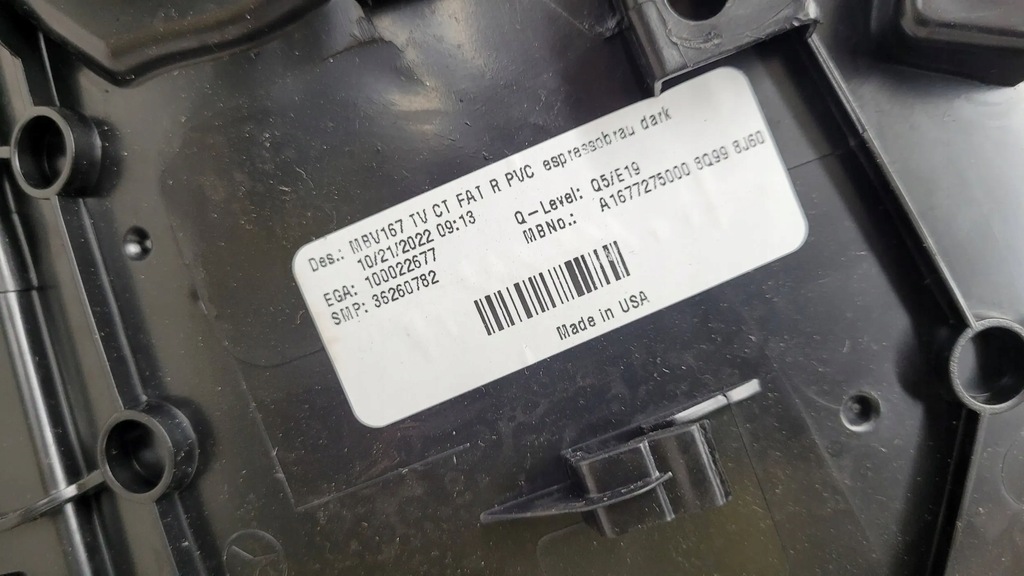 Des.: MBV167 TV CT FAT R PVC espressobrau dark
10/21/2022 09:13
EGA: 100022677
SMP: 36260782
Q-Level: Q5/E19
MBNo.: A1677275000 8Q99 8J60
Made in USA